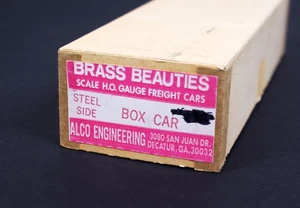 BRASS BEAUTIES
SCALE H.O. GAUGE FREIGHT CARS
STEEL
SIDE BOX CAR
ALCO ENGINEERING 3080 SAN JUAN DR.
DECATUR, GA. 30032